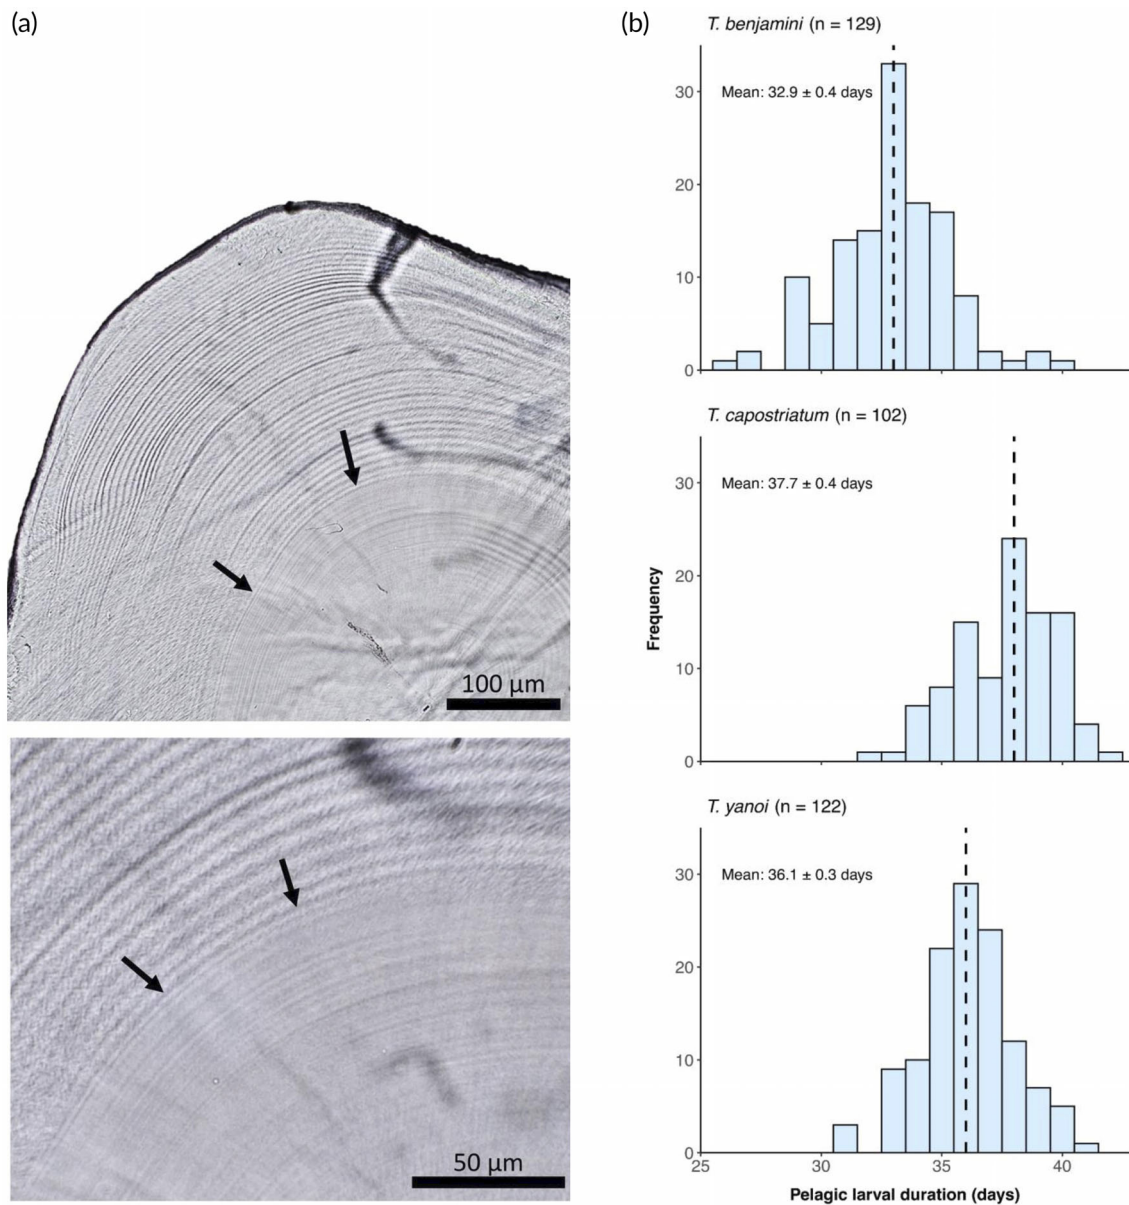 (a)
100 µm
50 µm
(b)
T. benjamini (n = 129)
Mean: 32.9 ± 0.4 days
30
20
10
0
T. capostriatum (n = 102)
Mean: 37.7 ± 0.4 days
30
20
10
0
Frequency
T. yanoi (n = 122)
Mean: 36.1 ± 0.3 days
30
20
10
0
25 30 35 40
Pelagic larval duration (days)